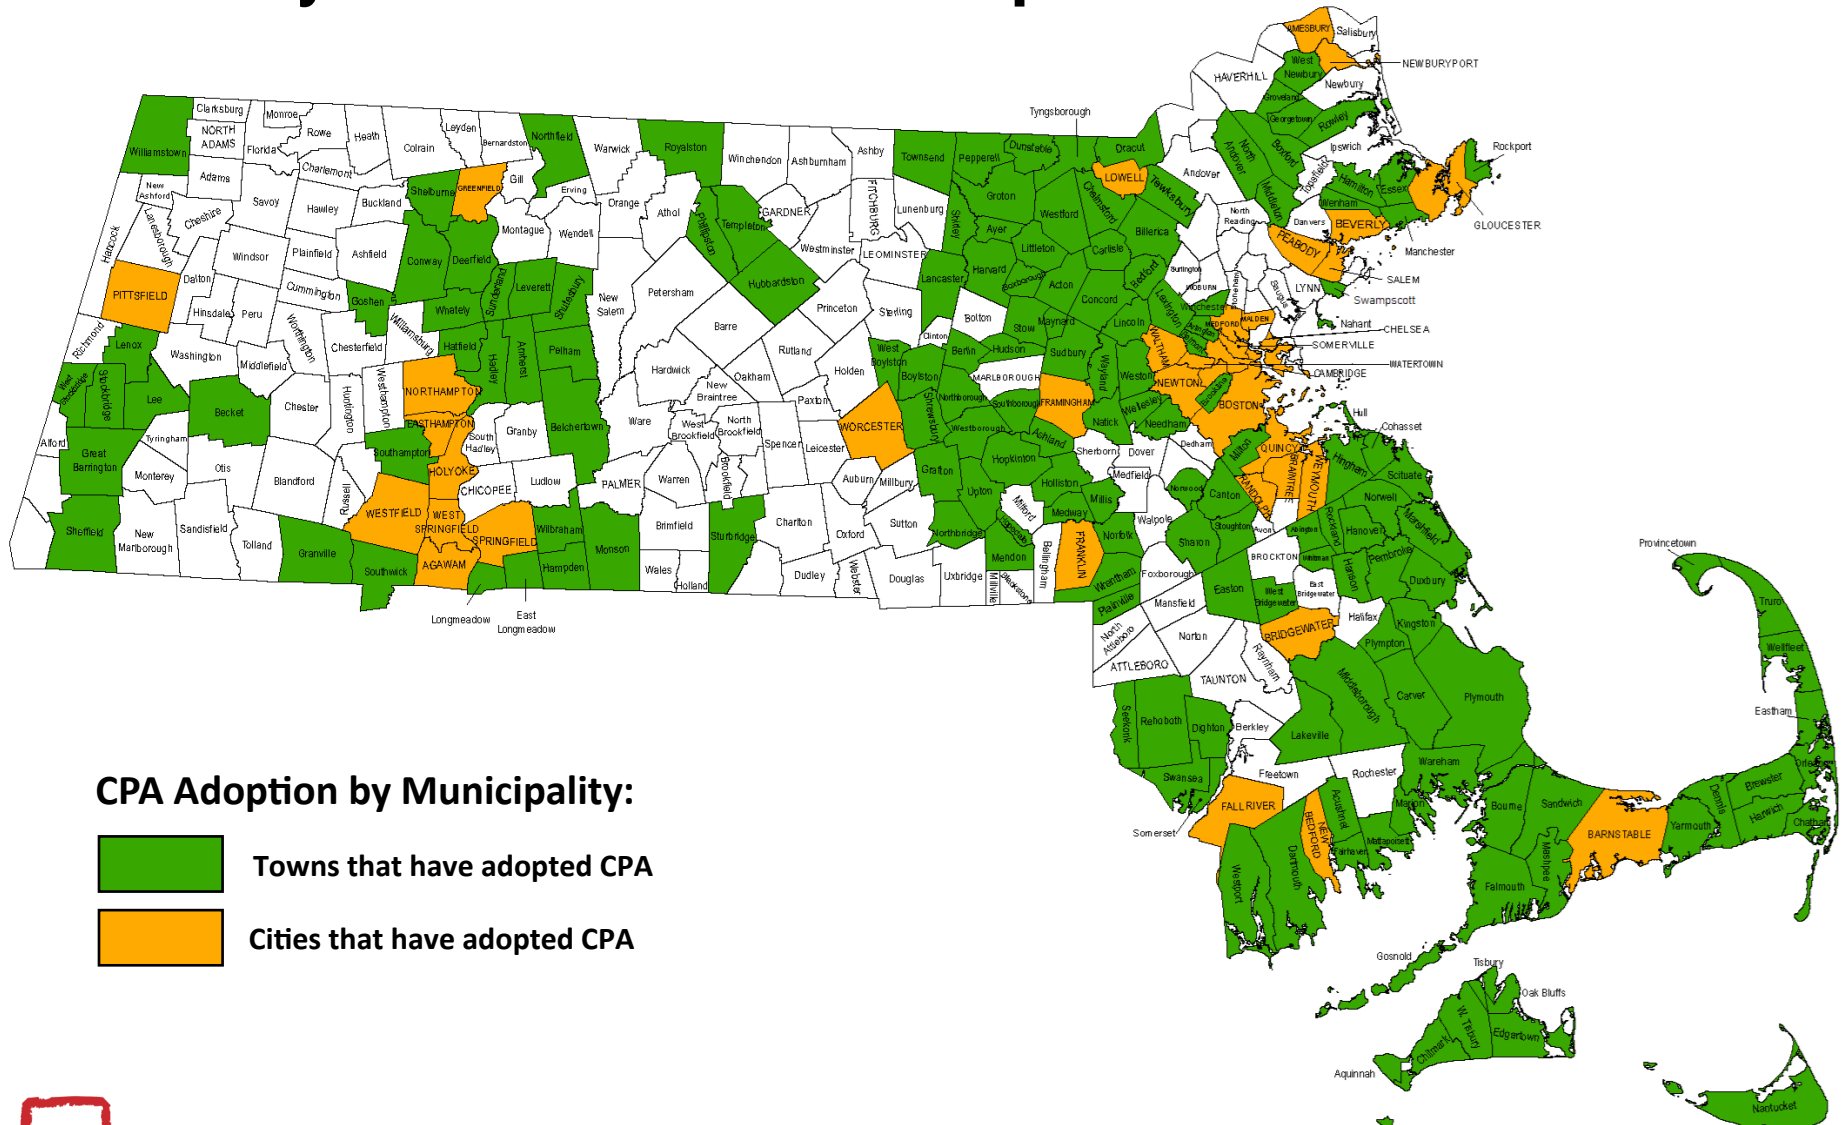 AMESBURY
Salisbury
NEWBURYPORT
West
Newbury
Newbury
HAVERHILL
Groveland
Georgetown
Rowley
Tyngsborough
Clarksburg
Monroe
NORTH
ADAMS
Florida
Rowe
Heath
Colrain
Leyden
Bernardston
Northfield
Warwick
Royalston
Winchendon
Ashburnham
Ashby
Townsend
Pepperell
Dunstable
Dracut
Andover
North
Andover
Boxford
Ipswich
Rockport
Williamstown
New
Ashford
Adams
Savoy
Charlemont
Hawley
Buckland
Shelburne
GREENFIELD
Gill
Erving
Orange
Athol
Phillipston
Templeton
GARDNER
Westminster
FITCHBURG
Lunenburg
LEOMINSTER
Shirley
Groton
Ayer
Westford
Chelmsford
LOWELL
Tewksbury
Billerica
Middleton
Topsfield
Hamilton
Essex
Wenham
North
Reading
Danvers
BEVERLY
GLOUCESTER
Manchester
Hancock
Lanesborough
Cheshire
Windsor
Plainfield
Ashfield
Conway
Deerfield
Montague
Wendell
Dalton
PITTSFIELD
Hinsdale
Peru
Cummington
Goshen
Whately
Sunderland
Leverett
Shutesbury
New
Salem
Petersham
Hubbardston
Princeton
Sterling
Lancaster
Harvard
Littleton
Boxborough
Acton
Carlisle
Concord
Bedford
Burlington
WOBURN
PEABODY
SALEM
LYNN
Swampscott
Saugus
Stoneham
Winchester
Lexington
Nahant
CHELSEA
SOMERVILLE
WATERTOWN
CAMBRIDGE
MEDFORD
MALDEN
Arlington
Belmont
Richmond
Lenox
Washington
Middlefield
Worthington
Chesterfield
Williamsburg
Hatfield
Hadley
Amherst
Pelham
Barre
Rutland
Holden
Clinton
Bolton
Stow
Maynard
Lincoln
WALTHAM
West
Boylston
Boylston
Berlin
Hudson
Sudbury
Wayland
Weston
NEWTON
Brookline
BOSTON
West
Stockbridge
Stockbridge
Lee
Becket
Chester
Huntington
Westhampton
NORTHAMPTON
Hardwick
New
Braintree
Oakham
Paxton
MARLBOROUGH
Northborough
Southborough
FRAMINGHAM
Natick
Wellesley
Needham
Dedham
Hull
Cohasset
Alford
Great
Barrington
Tyringham
Monterey
Otis
Blandford
EASTHAMPTON
Southampton
South
Hadley
Granby
Belchertown
Ware
West
Brookfield
North
Brookfield
Brookfield
Spencer
Leicester
WORCESTER
Shrewsbury
Westborough
Ashland
Sherborn
Dover
Milton
QUINCY
Hingham
Scituate
HOLYOKE
CHICOPEE
Ludlow
PALMER
Warren
Auburn
Millbury
Grafton
Upton
Hopkinton
Holliston
Medfield
Millis
Medway
Milford
Norwood
Canton
RANDOLPH
BRAINTREE
WEYMOUTH
Norwell
Sheffield
New
Marlborough
Sandisfield
Tolland
Granville
Russell
WESTFIELD
WEST
SPRINGFIELD
SPRINGFIELD
AGAWAM
Southwick
Wilbraham
Hampden
Monson
Brimfield
Sturbridge
Charlton
Oxford
Sutton
Northbridge
Hopedale
Mendon
Bellingham
FRANKLIN
Norfolk
Walpole
Sharon
Stoughton
Avon
Abington
Rockland
Hanover
Marshfield
Wales
Holland
Dudley
Webster
Douglas
Uxbridge
Millville
Blackstone
Wrentham
Plainville
Foxborough
Mansfield
Easton
BROCKTON
Whitman
Hanson
Pembroke
Duxbury
West
Bridgewater
East
Bridgewater
Longmeadow
East
Longmeadow
North
Attleboro
ATTLEBORO
Norton
TAUNTON
Raynham
BRIDGEWATER
Halifax
Kingston
Plympton
Middleborough
Carver
Plymouth
Seekonk
Rehoboth
Dighton
Berkley
Lakeville
Swansea
Somerset
Freetown
Rochester
Wareham
FALL RIVER
NEW
BEDFORD
Acushnet
Fairhaven
Mattapoisett
Marion
Westport
Dartmouth
Provincetown
Truro
Wellfleet
Eastham
Orleans
Brewster
Harwich
Chatham
Dennis
Yarmouth
BARNSTABLE
Sandwich
Bourne
Mashpee
Falmouth
Gosnold
Tisbury
Oak Bluffs
W. Tisbury
Edgartown
Chilmark
Aquinnah
Nantucket
CPA Adoption by Municipality:
Towns that have adopted CPA
Cities that have adopted CPA